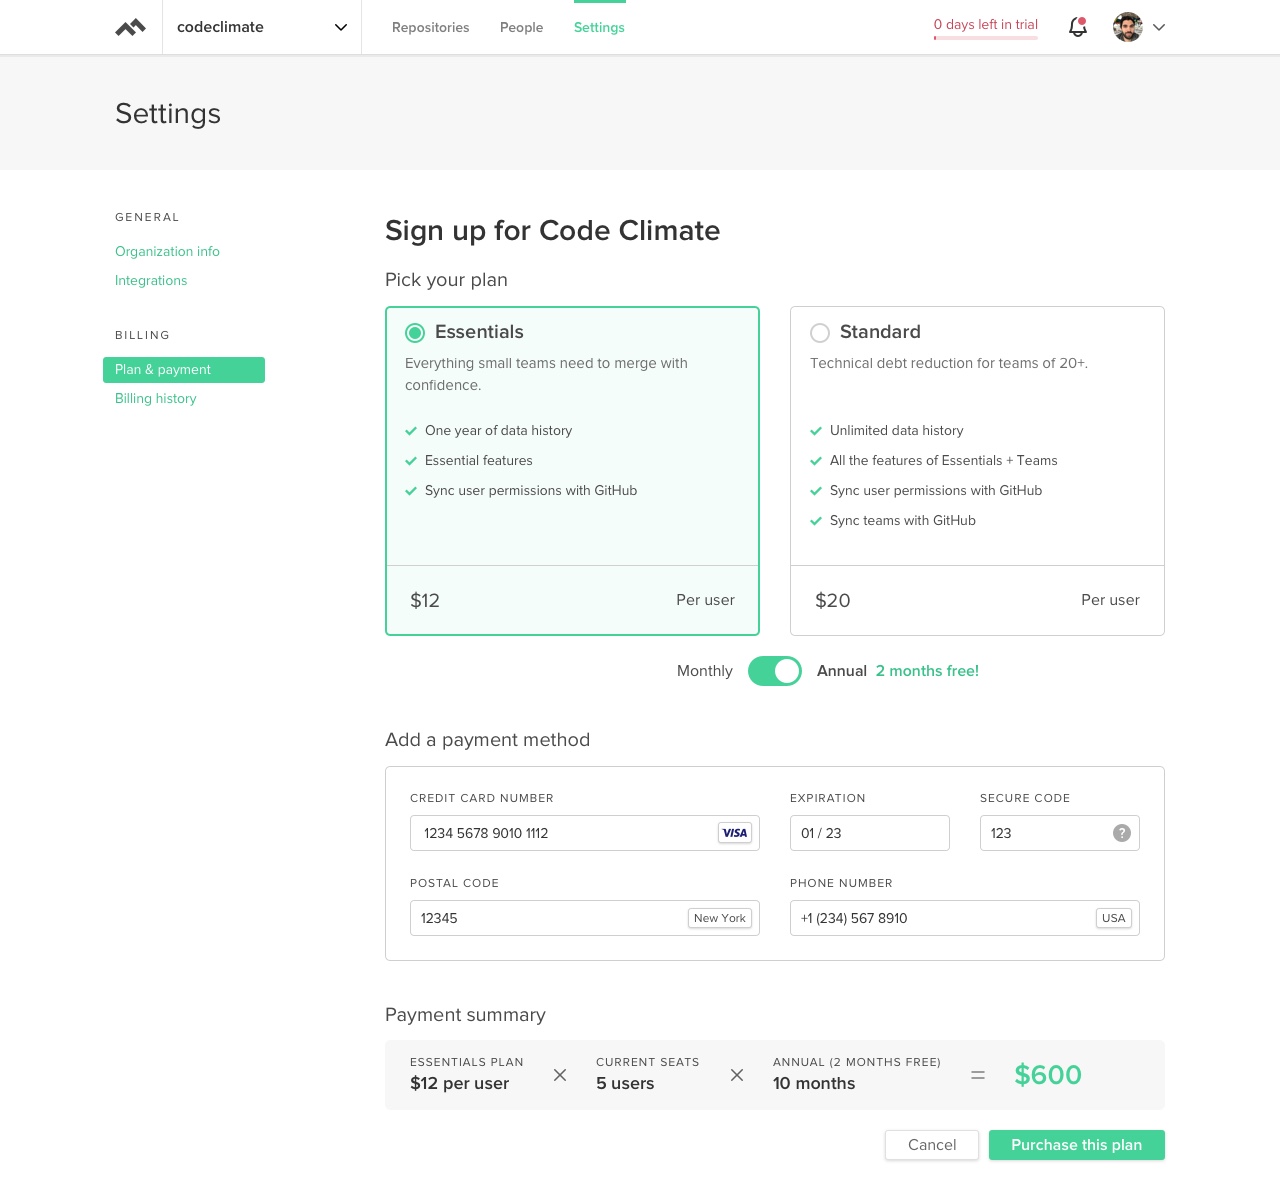 codeclimate
Repositories
People
Settings
0 days left in trial
Settings
GENERAL
Organization info
Integrations
BILLING
Plan & payment
Billing history
Sign up for Code Climate
Pick your plan
Essentials
Everything small teams need to merge with
confidence.
One year of data history
Essential features
Sync user permissions with GitHub
$12
Per user
Standard
Technical debt reduction for teams of 20+.
Unlimited data history
All the features of Essentials + Teams
Sync user permissions with GitHub
Sync teams with GitHub
$20
Per user
Monthly
Annual 2 months free!
Add a payment method
CREDIT CARD NUMBER
1234 5678 9010 1112
VISA
EXPIRATION
01 / 23
SECURE CODE
123
?
POSTAL CODE
12345
New York
PHONE NUMBER
+1 (234) 567 8910
USA
Payment summary
ESSENTIALS PLAN
$12 per user
×
CURRENT SEATS
5 users
×
ANNUAL (2 MONTHS FREE)
10 months
=
$600
Cancel
Purchase this plan